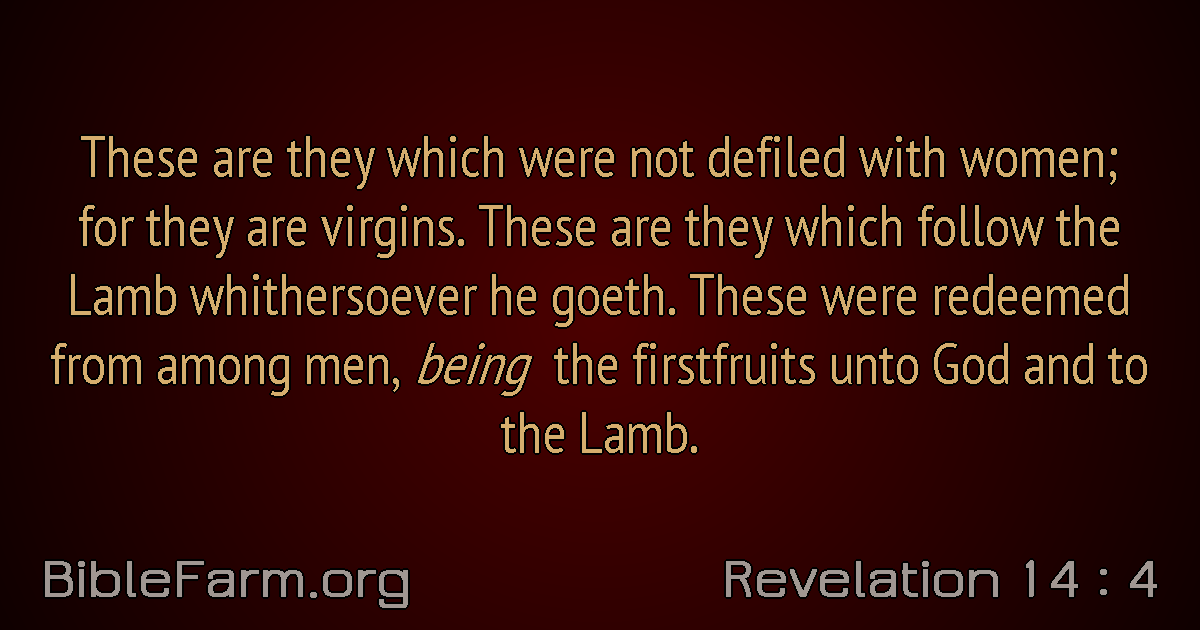 These are they which were not defiled with women;
for they are virgins. These are they which follow the
Lamb whithersoever he goeth. These were redeemed
from among men, being the firstfruits unto God and to
the Lamb.
BibleFarm.org
Revelation 14 : 4